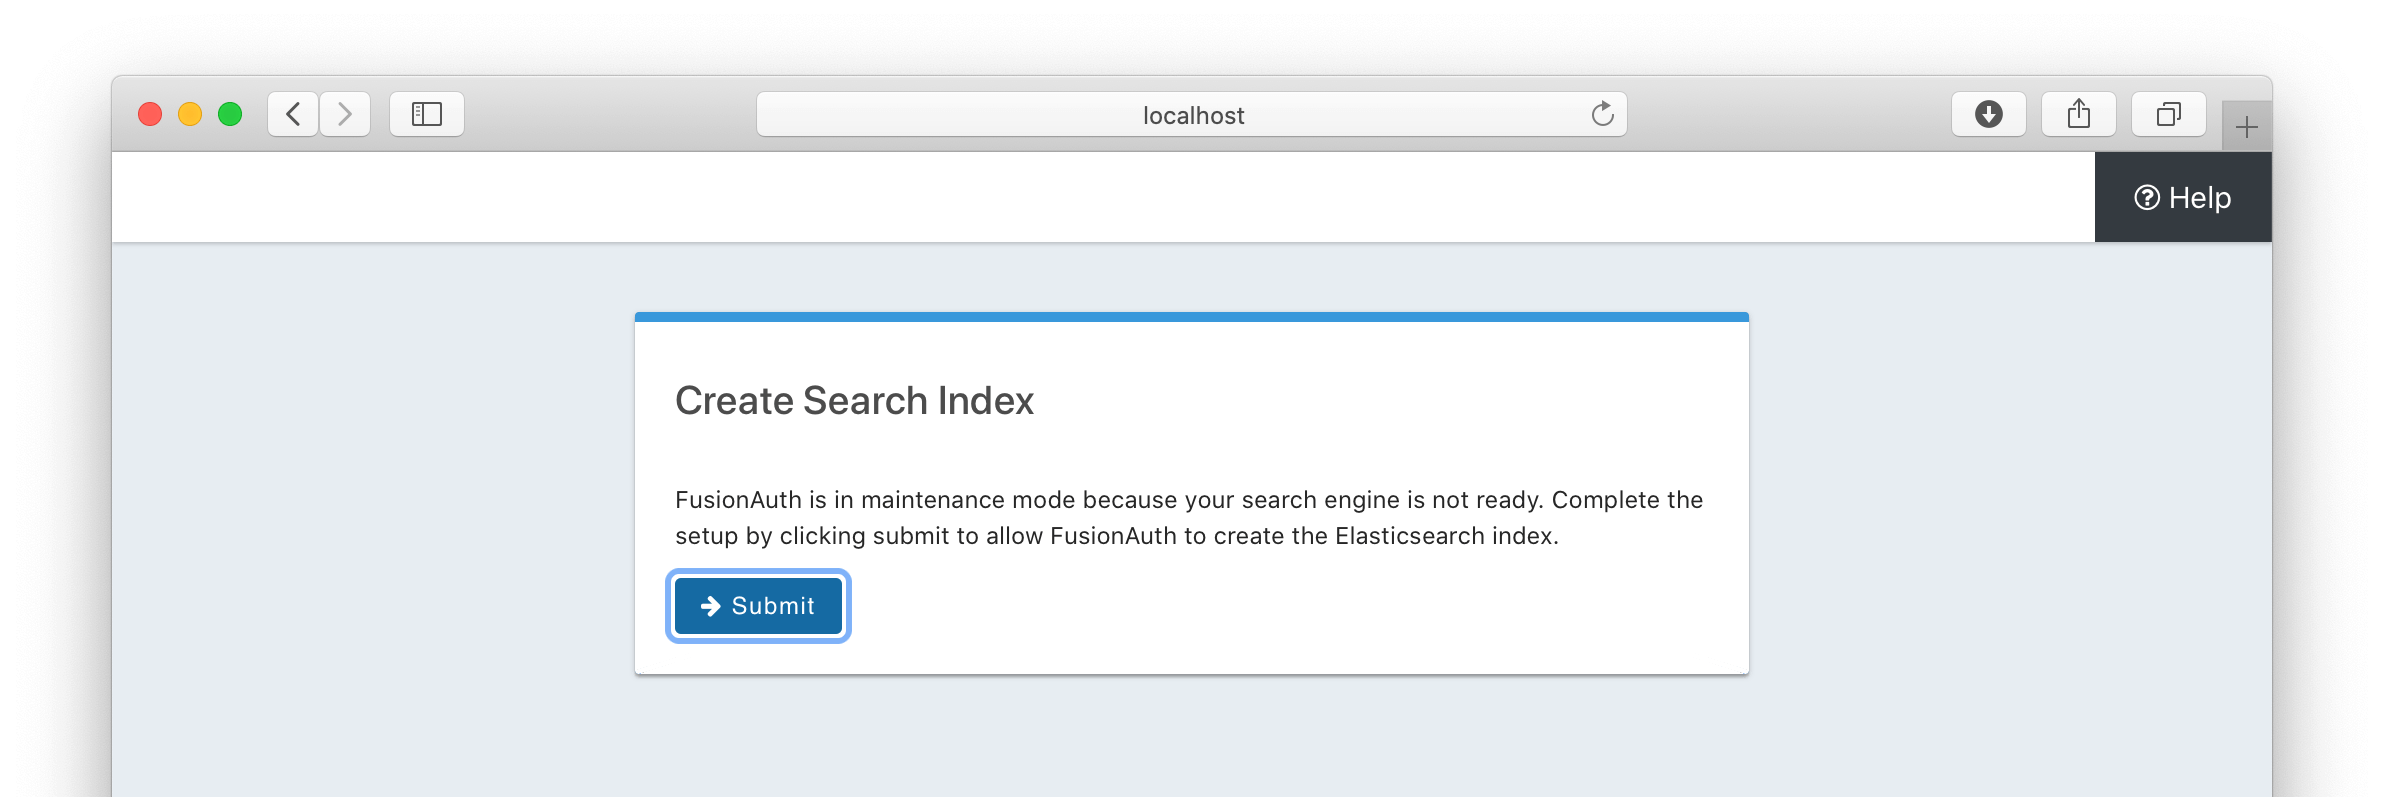 localhost
Help
Create Search Index
FusionAuth is in maintenance mode because your search engine is not ready. Complete the
setup by clicking submit to allow FusionAuth to create the Elasticsearch index.
Submit